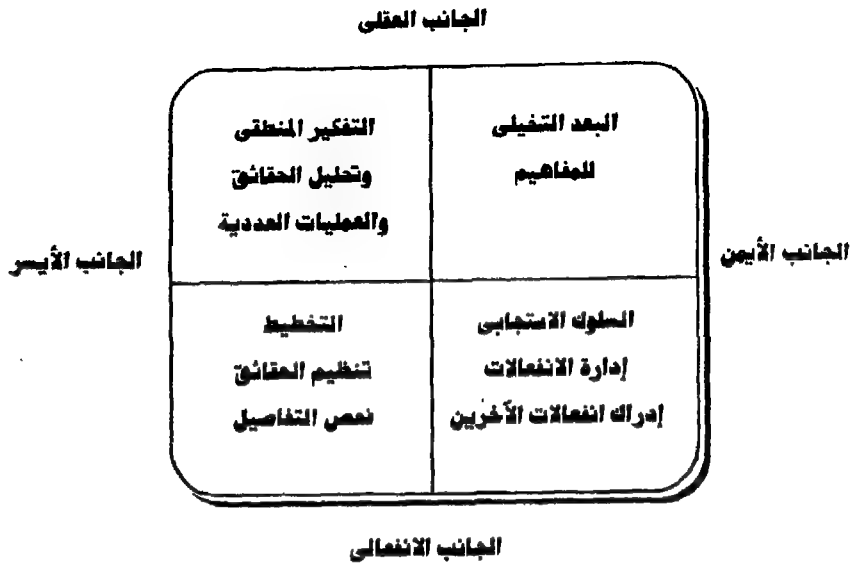 الجانب العقلى
البعد التخيلى
للمفاهيم
التفكير المنطقى
وتحليل الحقائق
والعمليات العددية
الجانب الأيمن
الجانب الأيسر
السلوك الاستجابى
إدارة الانفعالات
إدراك انفعالات الآخرين
التخطيط
تنظيم الحقائق
فحص التفاصيل
الجانب الانفعالى